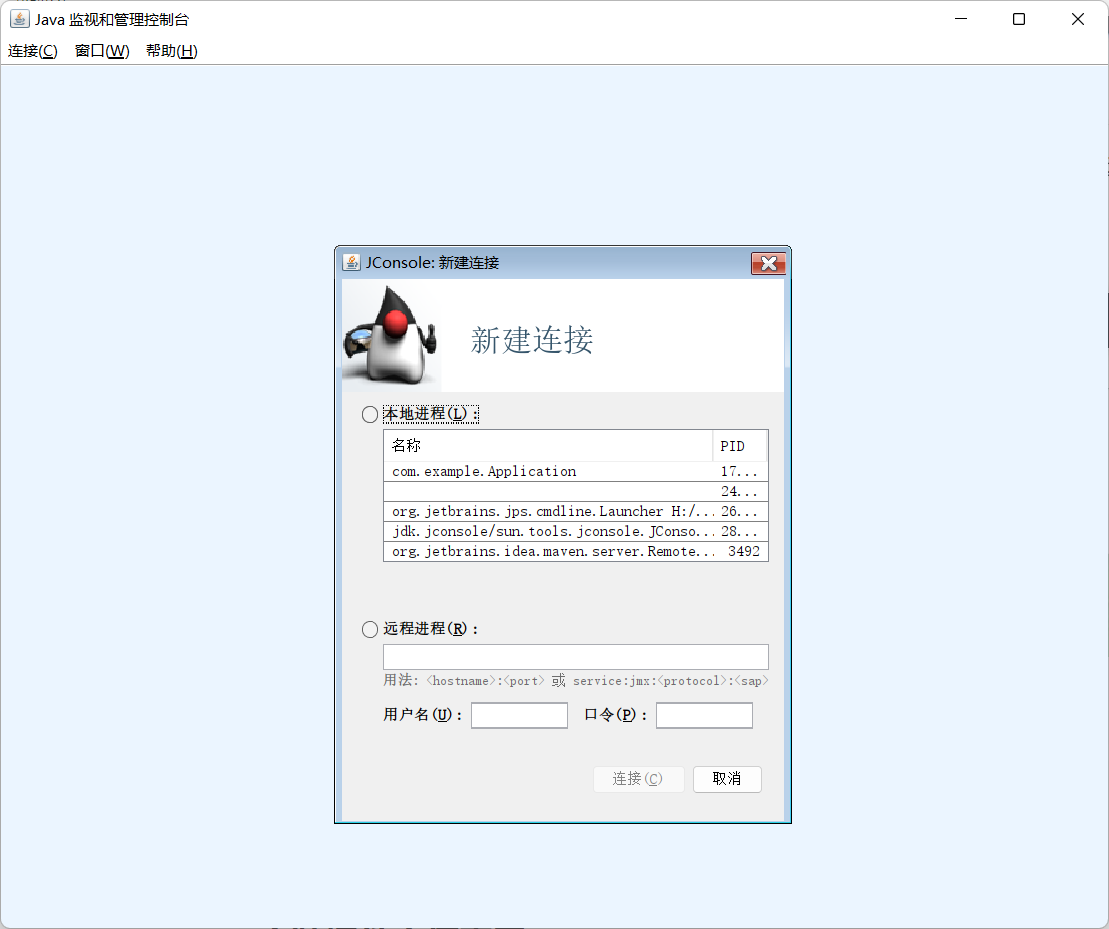 Java 监视和管理控制台
连接(C) 窗口(W) 帮助(H)
JConsole: 新建连接
新建连接
本地进程(L):
名称 PID
com.example.Application 17...
24...
org.jetbrains.jps.cmdline.Launcher H:/... 26...
jdk.jconsole/sun.tools.jconsole.JConso... 28...
org.jetbrains.idea.maven.server.Remote... 3492
远程进程(R):
用法: <hostname>:<port> 或 service:jmx:<protocol>:<sap>
用户名(U): 口令(P):
连接(C) 取消